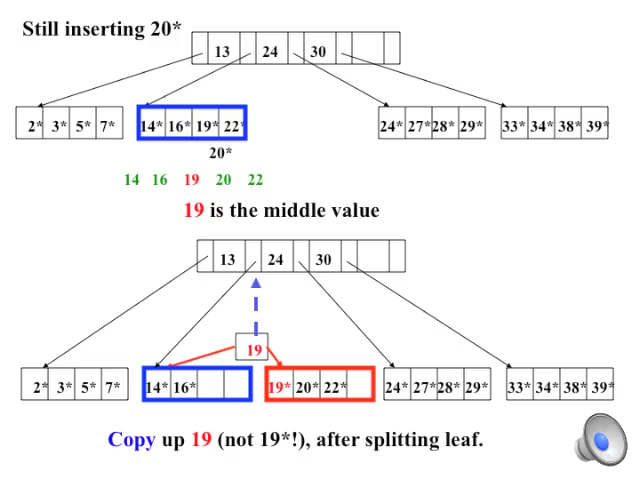 Still inserting 20*
13 24 30
2* 3* 5* 7* 14* 16* 19* 22* 24* 27* 28* 29* 33* 34* 38* 39*
20*
14 16 19 20 22
19 is the middle value
13 24 30
19
2* 3* 5* 7* 14* 16* 19* 20* 22* 24* 27* 28* 29* 33* 34* 38* 39*
Copy up 19 (not 19*!), after splitting leaf.